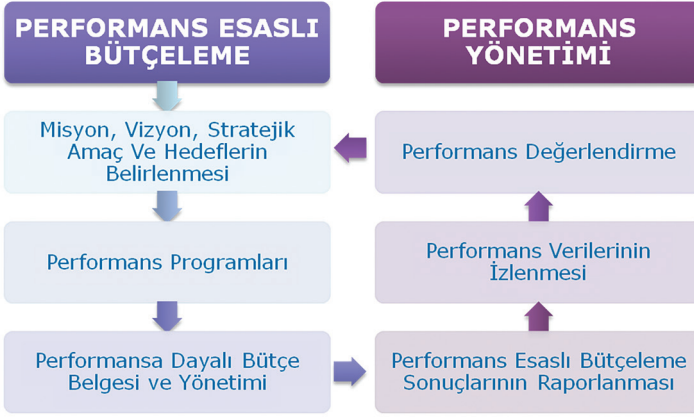 PERFORMANS ESASLI
BÜTÇELEME
Misyon, Vizyon, Stratejik
Amaç Ve Hedeflerin
Belirlenmesi
Performans Programları
Performansa Dayalı Bütçe
Belgesi ve Yönetimi
PERFORMANS
YÖNETİMİ
Performans Değerlendirme
Performans Verilerinin
İzlenmesi
Performans Esaslı Bütçeleme
Sonuçlarının Raporlanması